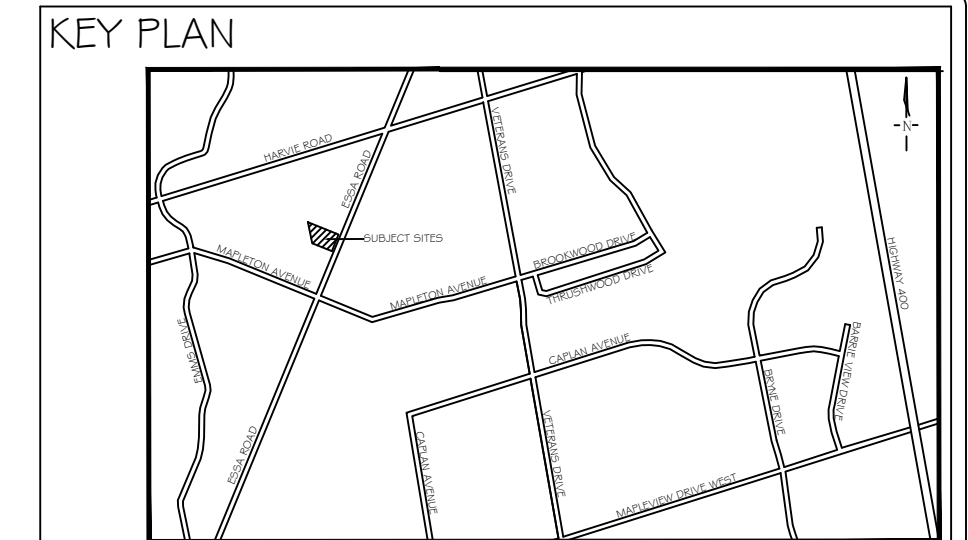 KEY PLAN
HARVIE ROAD
ESSA ROAD
VETERANS DRIVE
N
SUBJECT SITES
MAPLETON AVENUE
MAPLETON AVENUE
BROOKWOOD DRIVE
THRUSHWOOD DRIVE
HIGHWAY 400
EMMS DRIVE
CAPLAN AVENUE
BARRIE VIEW DRIVE
BRYNE DRIVE
ESSA ROAD
CAPLAN AVENUE
VETERANS DRIVE
MAPLEVIEW DRIVE WEST